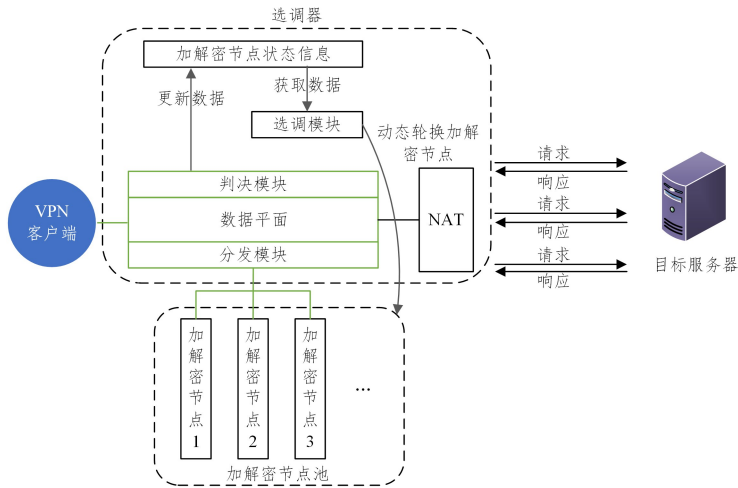 选调器
加解密节点状态信息
更新数据
获取数据
选调模块
动态轮换加解
密节点
判决模块
数据平面
分发模块
VPN
客户端
NAT
请求
响应
请求
响应
请求
响应
目标服务器
加解密节点1
加解密节点2
加解密节点3
...
加解密节点池